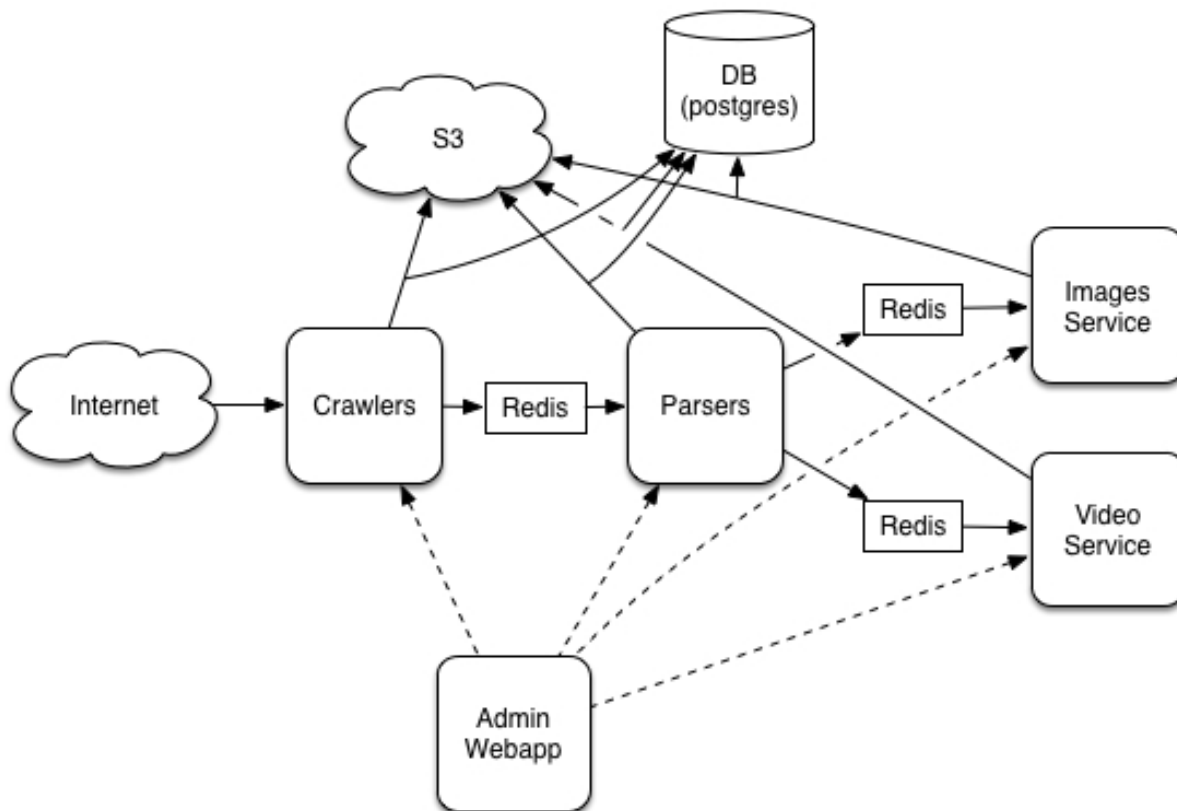 DB
(postgres)
S3
Images
Service
Redis
Internet
Crawlers
Redis
Parsers
Redis
Video
Service
Admin
Webapp